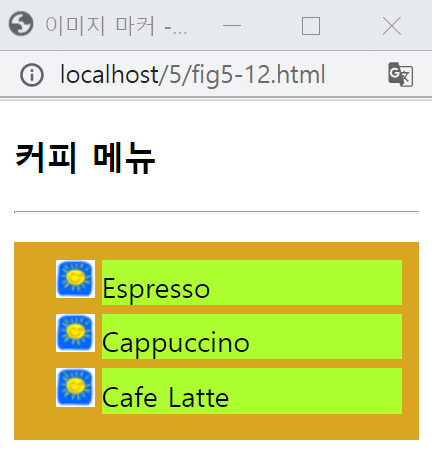 이미지 마커 -...
localhost/5/fig5-12.html
커피 메뉴
Espresso
Cappuccino
Cafe Latte